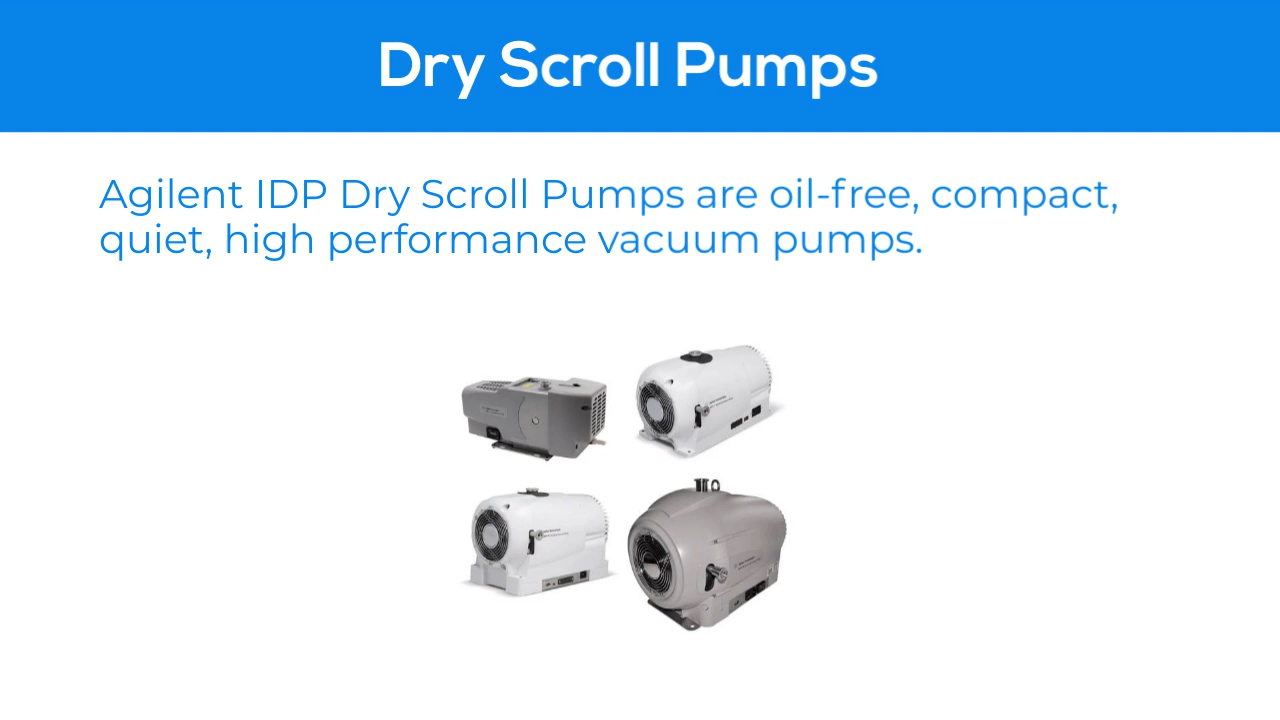 Dry Scroll Pumps
Agilent IDP Dry Scroll Pumps are oil-free, compact,
quiet, high performance vacuum pumps.